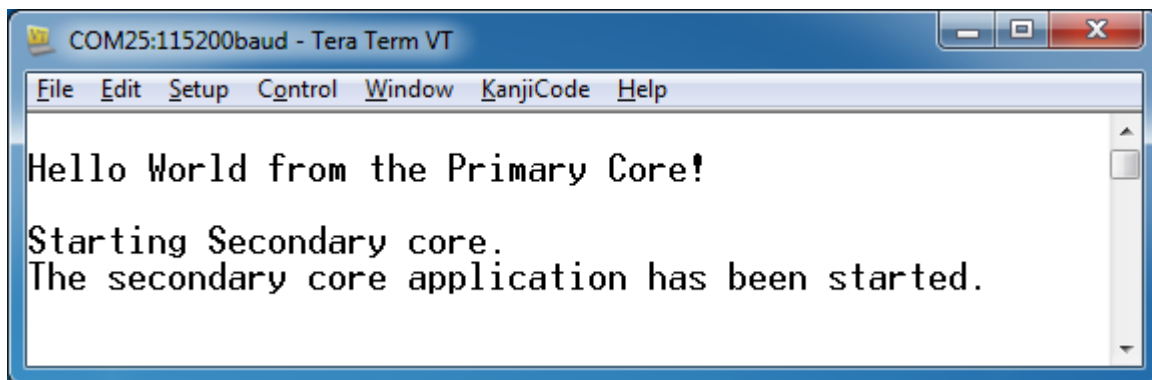 COM25:115200baud - Tera Term VT
File Edit Setup Control Window KanjiCode Help
Hello World from the Primary Core!
Starting Secondary core.
The secondary core application has been started.